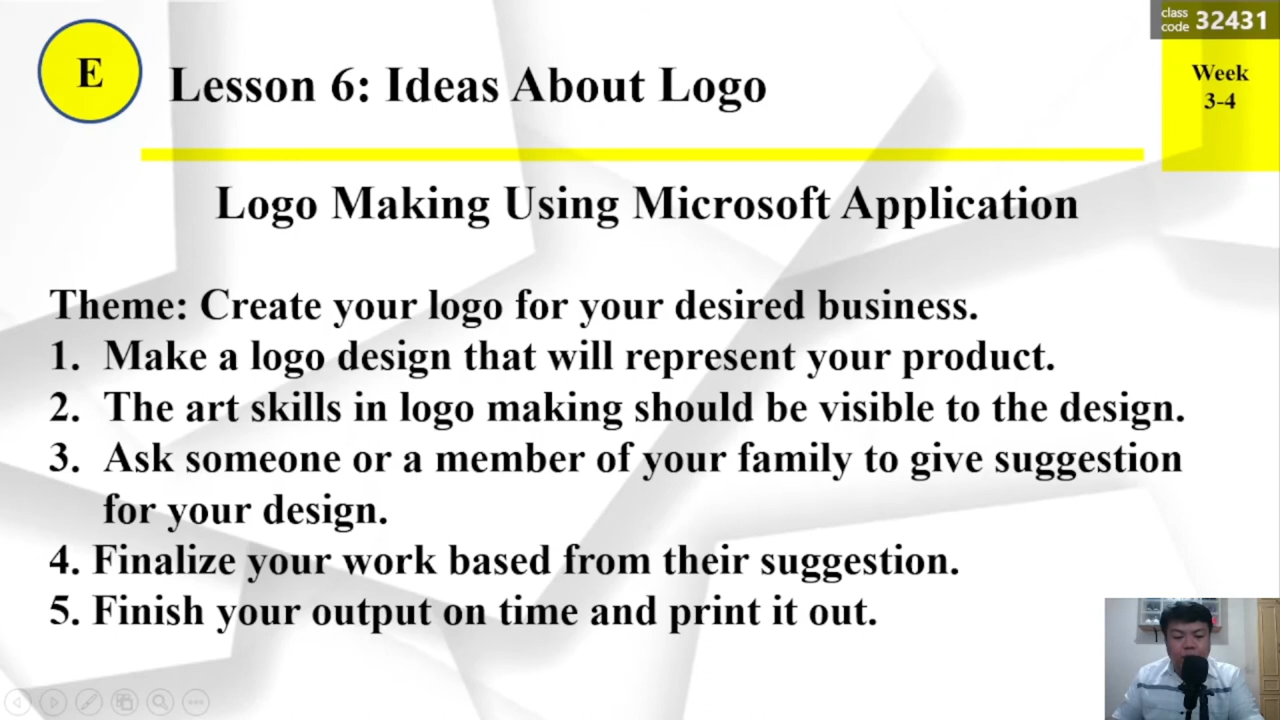 class
code 32431
E
Lesson 6: Ideas About Logo
Week
3-4
Logo Making Using Microsoft Application
Theme: Create your logo for your desired business.
1. Make a logo design that will represent your product.
2. The art skills in logo making should be visible to the design.
3. Ask someone or a member of your family to give suggestion
for your design.
4. Finalize your work based from their suggestion.
5. Finish your output on time and print it out.